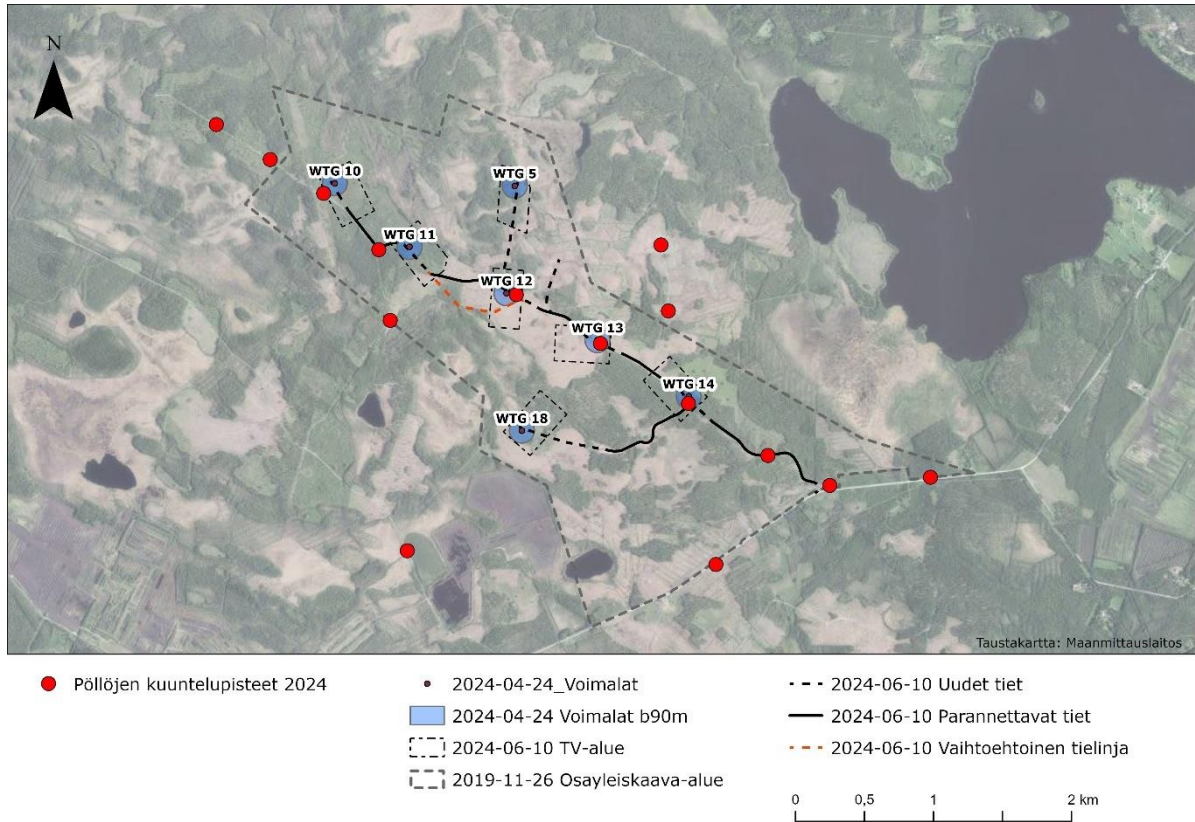 N
WTG 10
WTG 5
WTG 11
WTG 12
WTG 13
WTG 14
WTG 18
Taustakartta: Maanmittauslaitos
Pöllöjen kuuntelupisteet 2024
2024-04-24_Voimalat
2024-04-24 Voimalat b90m
2024-06-10 TV-alue
2019-11-26 Osayleiskaava-alue
2024-06-10 Uudet tiet
2024-06-10 Parannettavat tiet
2024-06-10 Vaihtoehtoinen tielinja
0 0,5 1 2 km